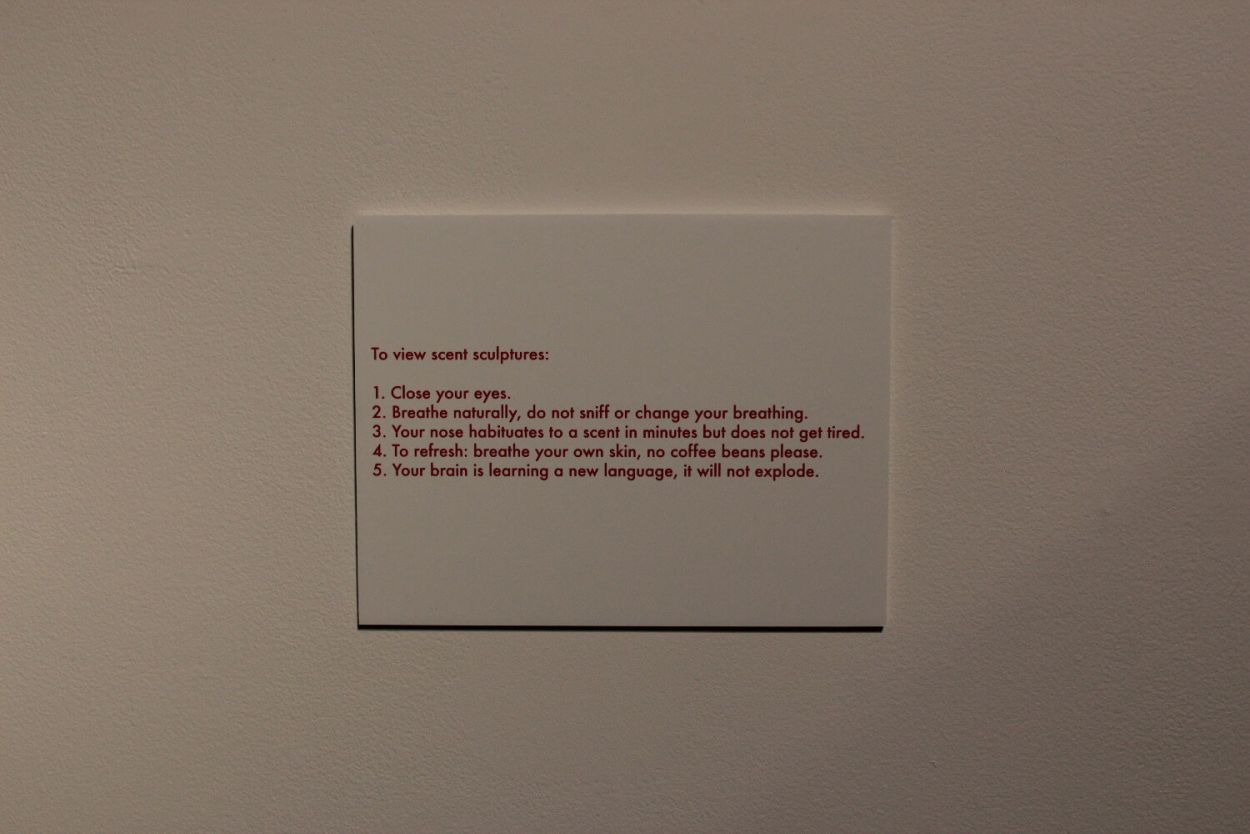 To view scent sculptures:
1. Close your eyes.
2. Breathe naturally, do not sniff or change your breathing.
3. Your nose habituates to a scent in minutes but does not get tired.
4. To refresh: breathe your own skin, no coffee beans please.
5. Your brain is learning a new language, it will not explode.